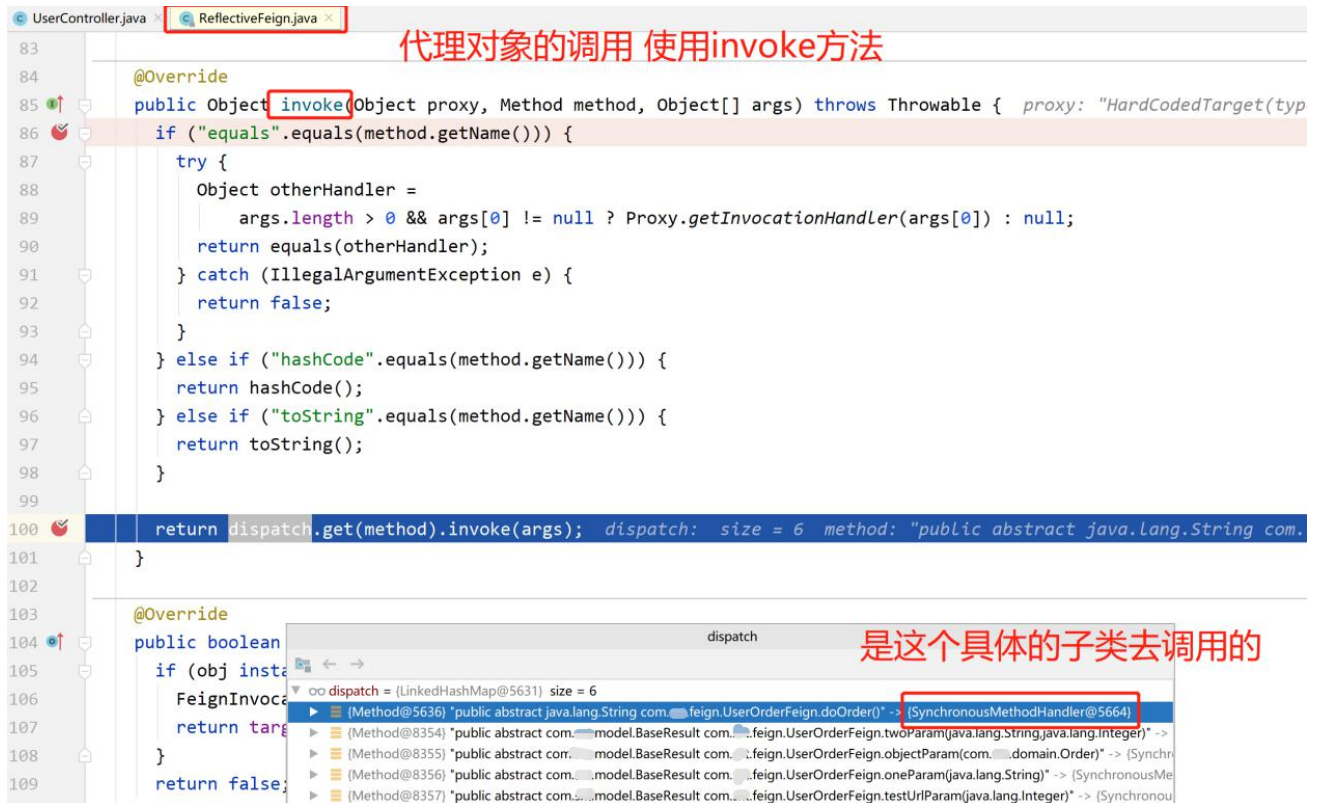 UserController.java × ReflectiveFeign.java ×
代理对象的调用 使用invoke方法
83
84 @Override
85 public Object invoke(Object proxy, Method method, Object[] args) throws Throwable { proxy: "HardCodedTarget(typ
86 if ("equals".equals(method.getName())) {
87 try {
88 Object otherHandler =
89 args.length > 0 && args[0] != null ? Proxy.getInvocationHandler(args[0]) : null;
90 return equals(otherHandler);
91 } catch (IllegalArgumentException e) {
92 return false;
93 }
94 } else if ("hashCode".equals(method.getName())) {
95 return hashCode();
96 } else if ("toString".equals(method.getName())) {
97 return toString();
98 }
99
100 return dispatch.get(method).invoke(args); dispatch: size = 6 method: "public abstract java.lang.String com.
101 }
102
103 @Override
104 public boolean
105 if (obj insta
106 FeignInvoca
107 return targ
108 }
109 return false;
dispatch
是这个具体的子类去调用的
oo dispatch = {LinkedHashMap@5631} size = 6
{Method@5636} "public abstract java.lang.String com. feign.UserOrderFeign.doOrder()" -> {SynchronousMethodHandler@5664}
{Method@8354} "public abstract com. model.BaseResult com. .feign.UserOrderFeign.twoParam(java.lang.String,java.lang.Integer)" ->
{Method@8355} "public abstract com. .model.BaseResult com. .feign.UserOrderFeign.objectParam(com. .domain.Order)" -> {Synchr
{Method@8356} "public abstract com. .model.BaseResult com. .feign.UserOrderFeign.oneParam(java.lang.String)" -> {SynchronousMe
{Method@8357} "public abstract com. .model.BaseResult com. .feign.UserOrderFeign.testUrlParam(java.lang.Integer)" -> {Synchronou